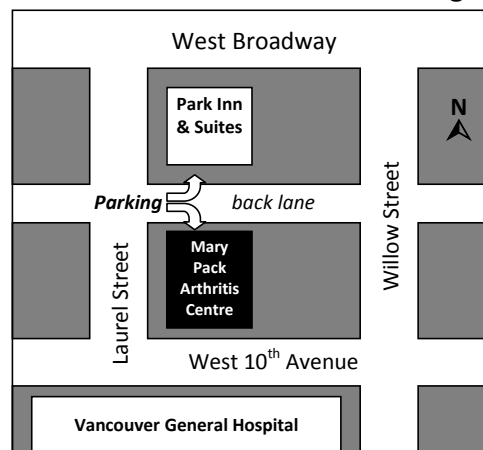 West Broadway
Park Inn
& Suites
N
Parking
back lane
Mary
Pack
Arthritis
Centre
Laurel Street
Willow Street
West 10th Avenue
Vancouver General Hospital